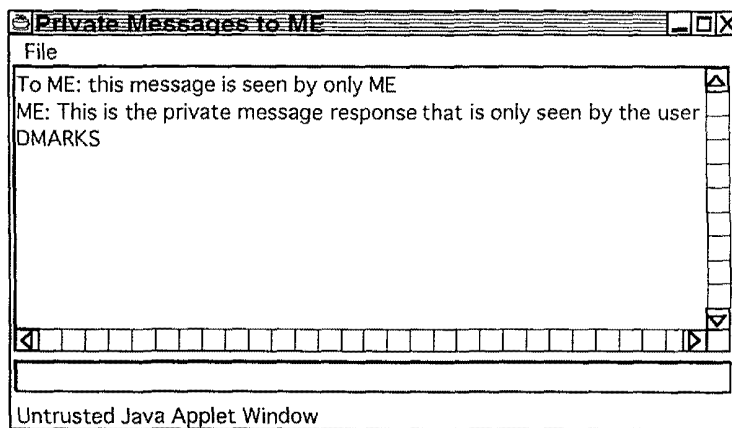 Private Messages to ME
File
To ME: this message is seen by only ME
ME: This is the private message response that is only seen by the user
DMARKS
Untrusted Java Applet Window